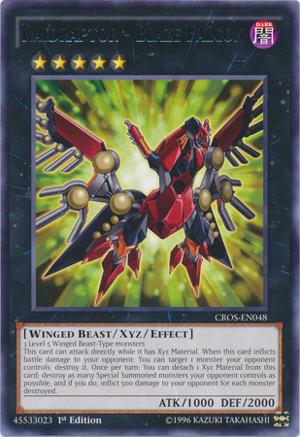 RAIDRAPTOR - BLAZE FALCON
DARK
闇
CROS-EN048
[WINGED BEAST/XYZ/EFFECT]
3 Level 5 Winged Beast-Type monsters
This card can attack directly while it has Xyz Material. When this card inflicts
battle damage to your opponent: You can target 1 monster your opponent
controls; destroy it. Once per turn: You can detach 1 Xyz Material from this
card; destroy as many Special Summoned monsters your opponent controls as
possible, and if you do, inflict 500 damage to your opponent for each monster
destroyed.
ATK/1000 DEF/2000
45533023 1st Edition ©1996 KAZUKI TAKAHASHI